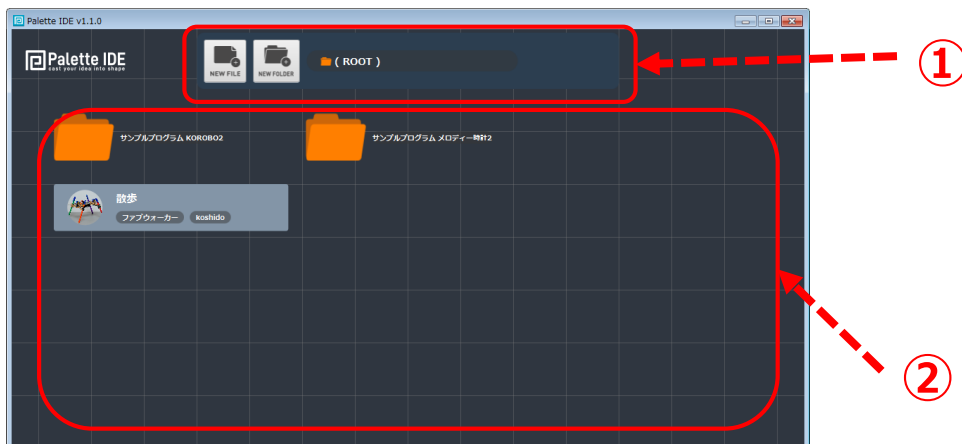 Palette IDE v1.1.0
Palette IDE
cast your idea into shape
NEW FILE
NEW FOLDER
( ROOT )
①
サンプルプログラム KOROBO2
サンプルプログラム メロディー時計2
散歩
ファブウォーカー
koshido
②